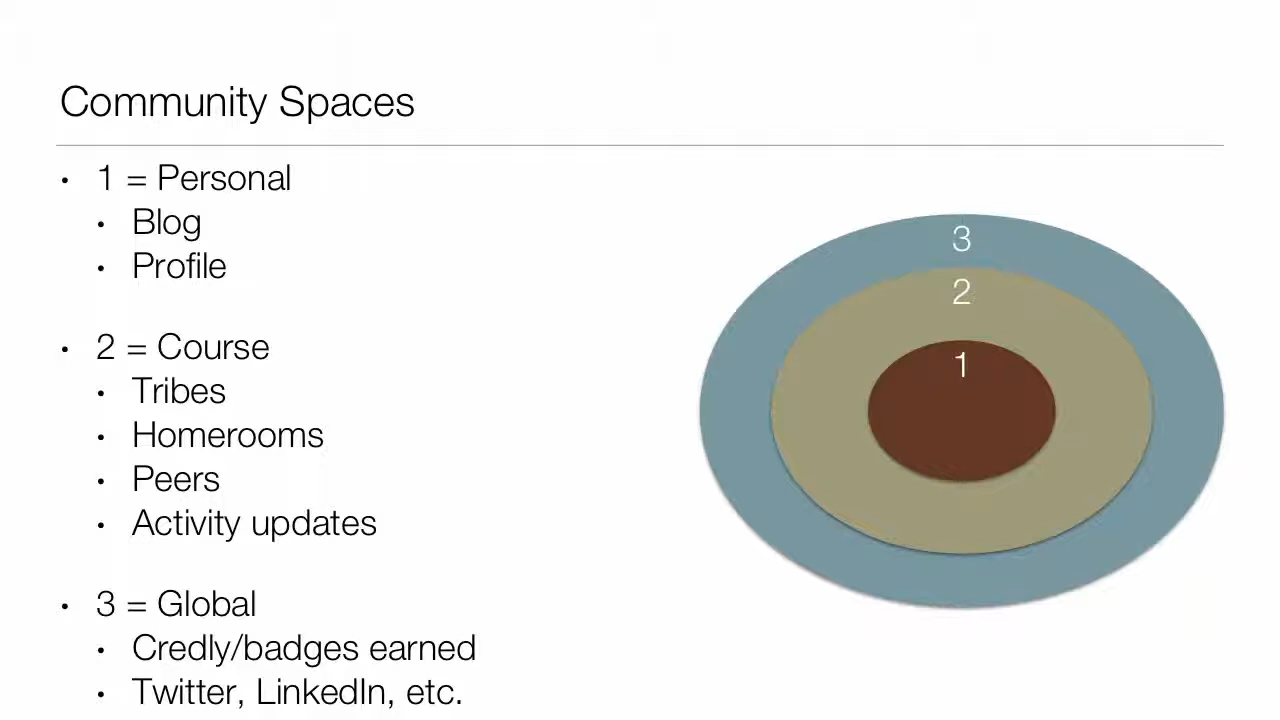 Community Spaces
• 1 = Personal
• Blog
• Profile
• 2 = Course
• Tribes
• Homerooms
• Peers
• Activity updates
• 3 = Global
• Credly/badges earned
• Twitter, LinkedIn, etc.
3
2
1